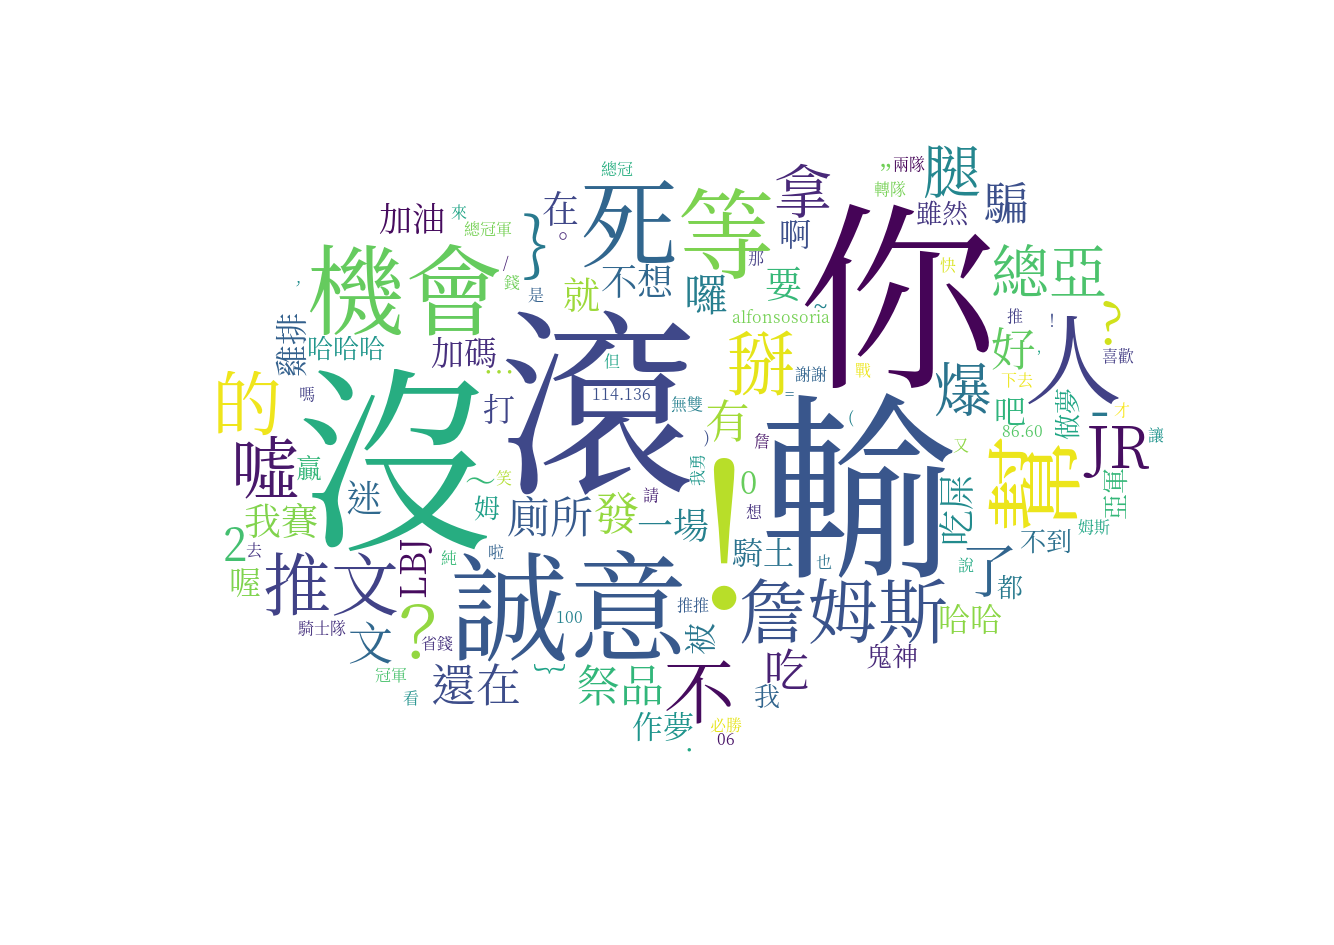 總冠
”
兩隊
腿
轉隊
騙
雖然
拿
啊
死
等
在
。
加油
來
總冠軍
}
/
錢
是
機會
,
不想
就
囉
要
那
你
快
總亞
~
alfonsosoria
推
!
人
?
喜歡
好
,
雞排
哈哈哈
加碼
…
滾
但
掰
謝謝
戰
爆
下去
的
嗎
沒
打
114.136
無雙
=
有
)
詹
(
輸
吧
86.60
做夢
-
才
JR
讓
又
噓
贏
迷
~
笑
姆
我勇
!
0
請
想
吃屎
幫
亞軍
姆斯
我賽
2
去
喔
廁所
發
一場
騎士
也
說
了
都
不到
推文
LBJ
純
啦
誠意
100
推推
詹姆斯
哈哈
騎士隊
文
?
省錢
被
鬼神
冠軍
看
還在
{
祭品
不
吃
我
作夢
.
必勝
06